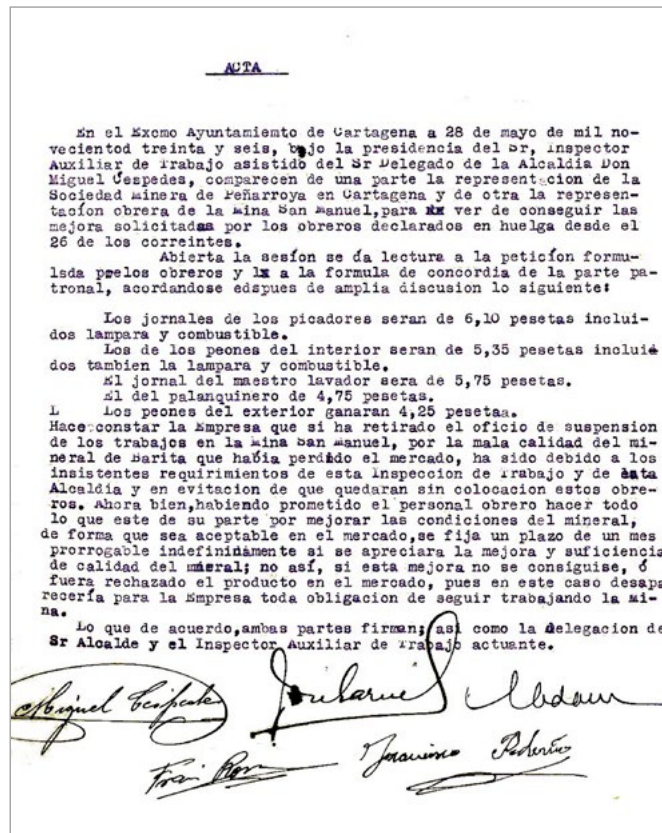 ACTA
En el Excmo Ayuntamiemto de Cartagena a 28 de mayo de mil no-
vecientod treinta y seis, bajo la presidencia del Sr, Inspector
Auxiliar de Trabajo asistido del Sr Delegado de la Alcaldia Don
Miguel Cespedes, comparecen de una parte la representacion de la
Sociedad Minera de Peñarroya en Cartagena y de otra la represen-
tacíon obrera de la Mina San Manuel,para ver de conseguir las
mejora solicitadas por los obreros declarados en huelga desde el
26 de los correintes.
Abierta la sesíon se da lectura a la peticíon formu-
lsda pselos obreros y a la formula de concordia de la parte pa-
tronal, acordandose edspues de amplia discusion lo siguiente:
Los jornales de los picadores seran de 6,10 pesetas inclui-
dos lampara y combustible.
Los de los peones del interior seran de 5,35 pesetas incluid
dos tambien la lampara y combustible.
El jornal del maestro lavador sera de 5,75 pesetas.
El del palanquinero de 4,75 pesetas.
L Los peones del exterior ganaran 4,25 pesetas.
Hace constar la Empresa que si ha retirado el oficio de suspension
de los trabajos en la Mina San Manuel, por la mala calidad del mi-
neral de Barita que había perdido el mercado, ha sido debido a los
insistentes requirimientos de esta Inspeccion de Trabajo y de esta
Alcaldia y en evitacion de que quedaran sin colocacion estos obre-
ros. Ahora bien,habiendo prometido el personal obrero hacer todo
lo que este de su parte por mejorar las condiciones del mineral,
de forma que sea aceptable en el mercado,se fija un plazo de un mes
prorrogable indefinidamente si se apreciara la mejora y suficiencia
de calidad del mineral; no así, si esta mejora no se consiguise, ó
fuera rechazado el producto en el mercado, pues en este caso desapa
recería para la Empresa toda obligacion de seguir trabajando la mi-
na.
Lo que de acuerdo,ambas partes firman; asi como la delegacion de
Sr Alcalde y el Inspector Auxiliar de Trabajo actuante.
Miguel Cespedes
Francisco